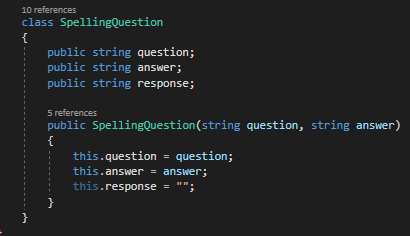 10 references
class SpellingQuestion
{
    public string question;
    public string answer;
    public string response;
    5 references
    public SpellingQuestion(string question, string answer)
    {
        this.question = question;
        this.answer = answer;
        this.response = "";
    }
}